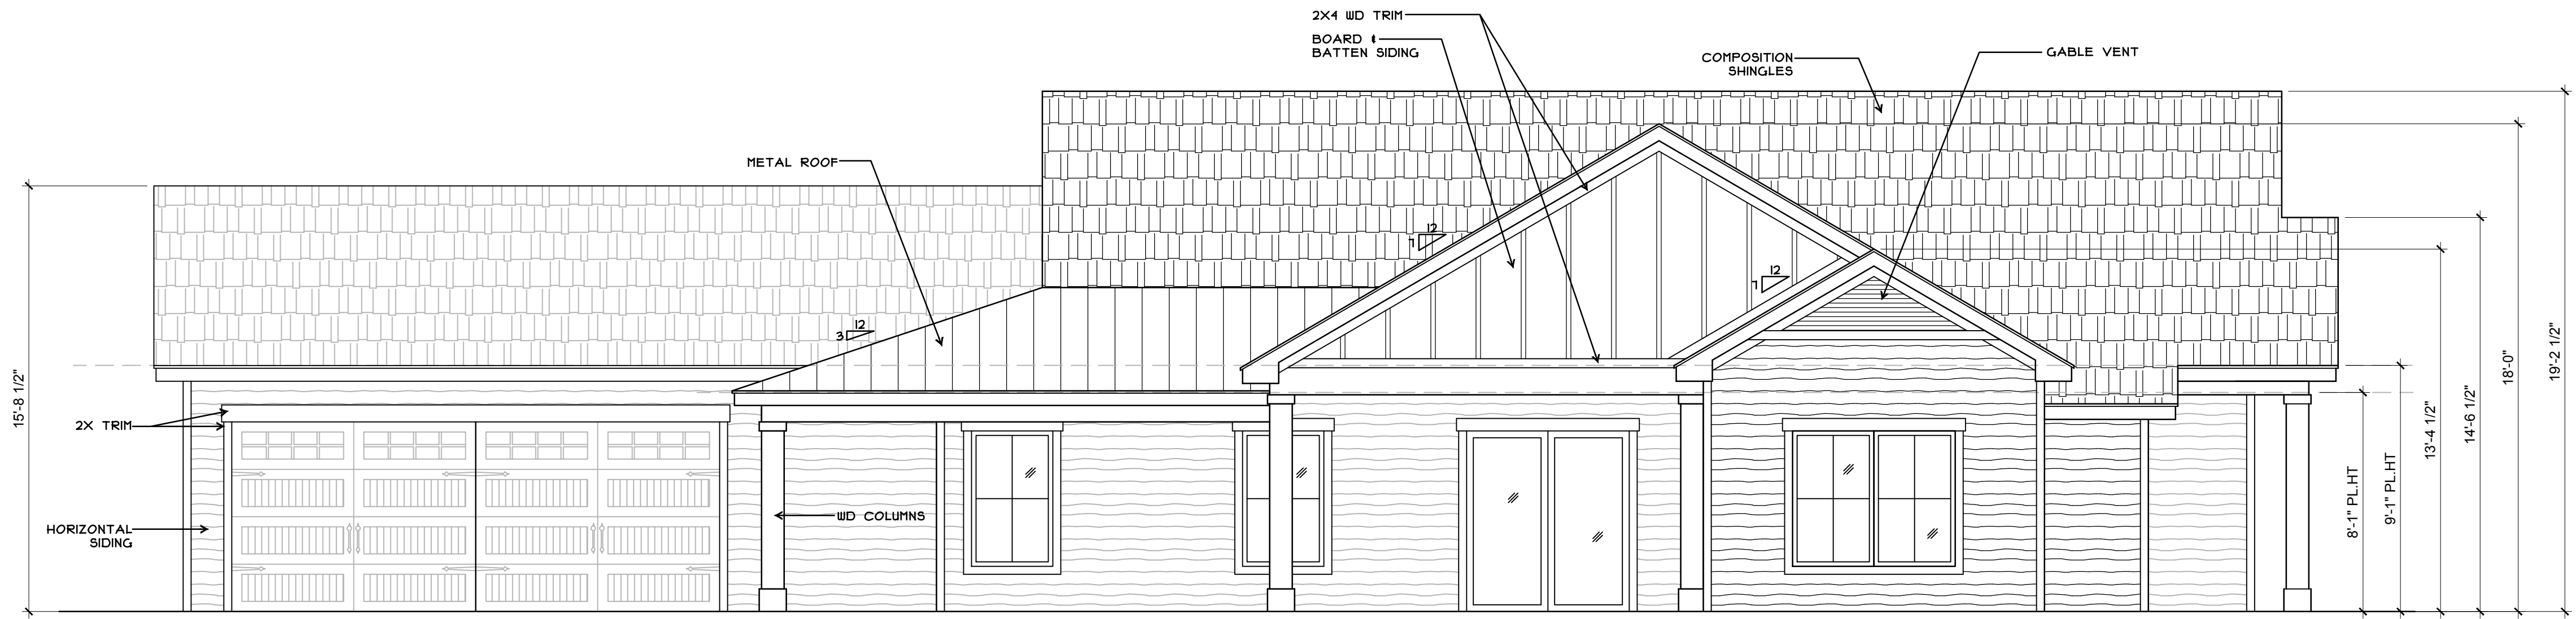 2X4 WD TRIM
BOARD &
BATTEN SIDING
COMPOSITION
SHINGLES
GABLE VENT
METAL ROOF
12
7
12
7
12
3
2X TRIM
HORIZONTAL
SIDING
WD COLUMNS
15'-8 1/2"
8'-1" PL.HT
9'-1" PL.HT
13'-4 1/2"
14'-6 1/2"
18'-0"
19'-2 1/2"